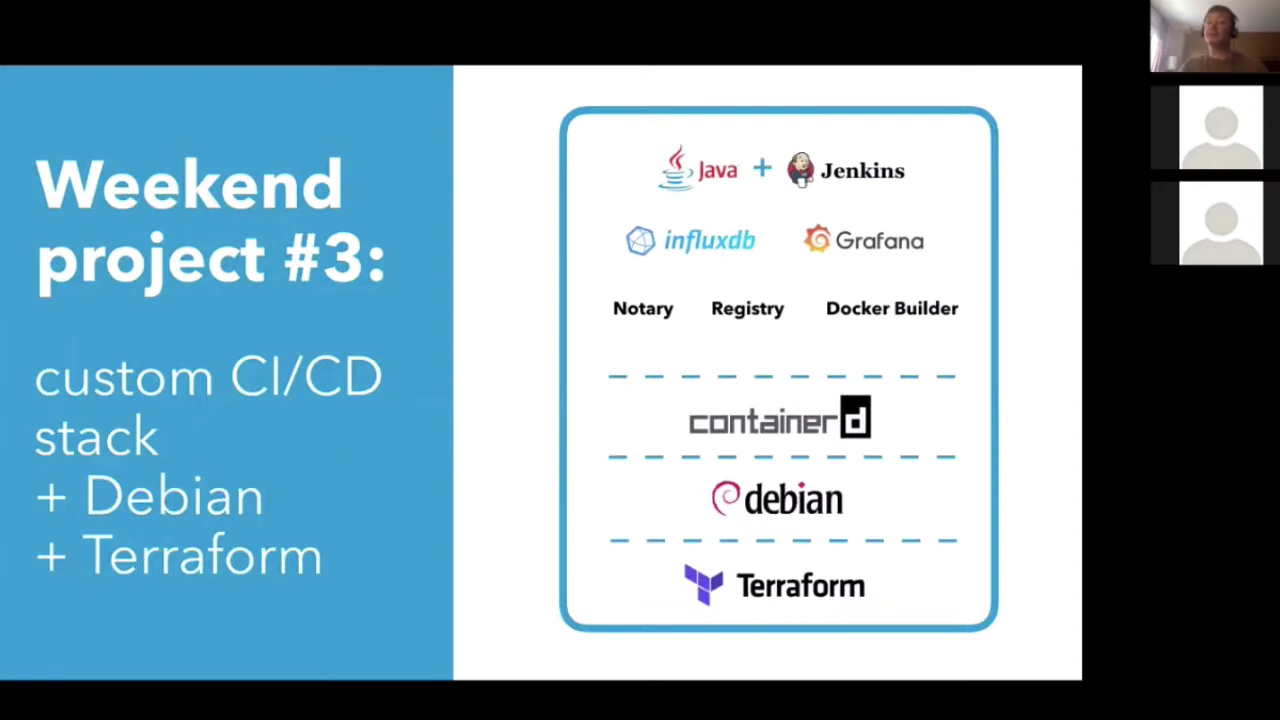 Weekend
project #3:
custom CI/CD
stack
+ Debian
+ Terraform
Java + Jenkins
influxdb Grafana
Notary Registry Docker Builder
containerd
debian
Terraform